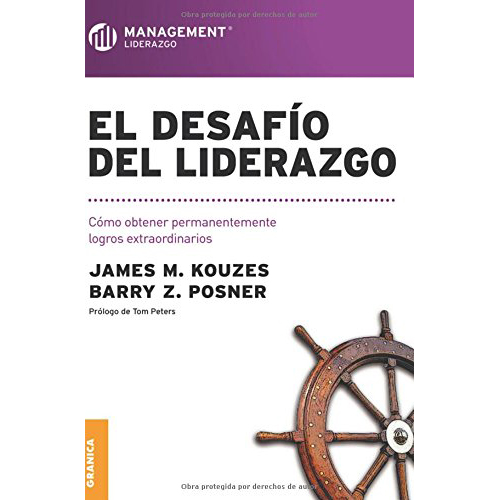 Obra protegida por derechos de autor
MANAGEMENT®
LIDERAZGO
EL DESAFÍO
DEL LIDERAZGO
Cómo obtener permanentemente
logros extraordinarios
JAMES M. KOUZES
BARRY Z. POSNER
Prólogo de Tom Peters
GRANICA
Obra protegida por derechos de autor